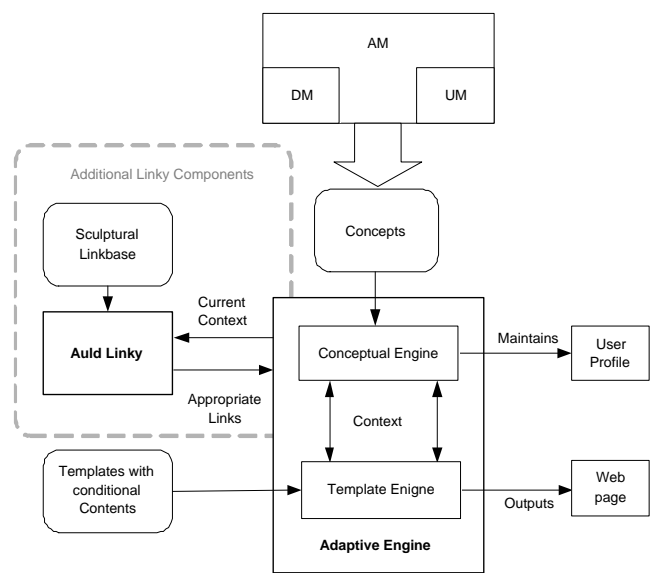 AM
DM
UM
Additional Linky Components
Sculptural
Linkbase
Concepts
Current
Context
Auld Linky
Conceptual Engine
Maintains
User
Profile
Appropriate
Links
Context
Templates with
conditional
Contents
Template Enigne
Outputs
Web
page
Adaptive Engine